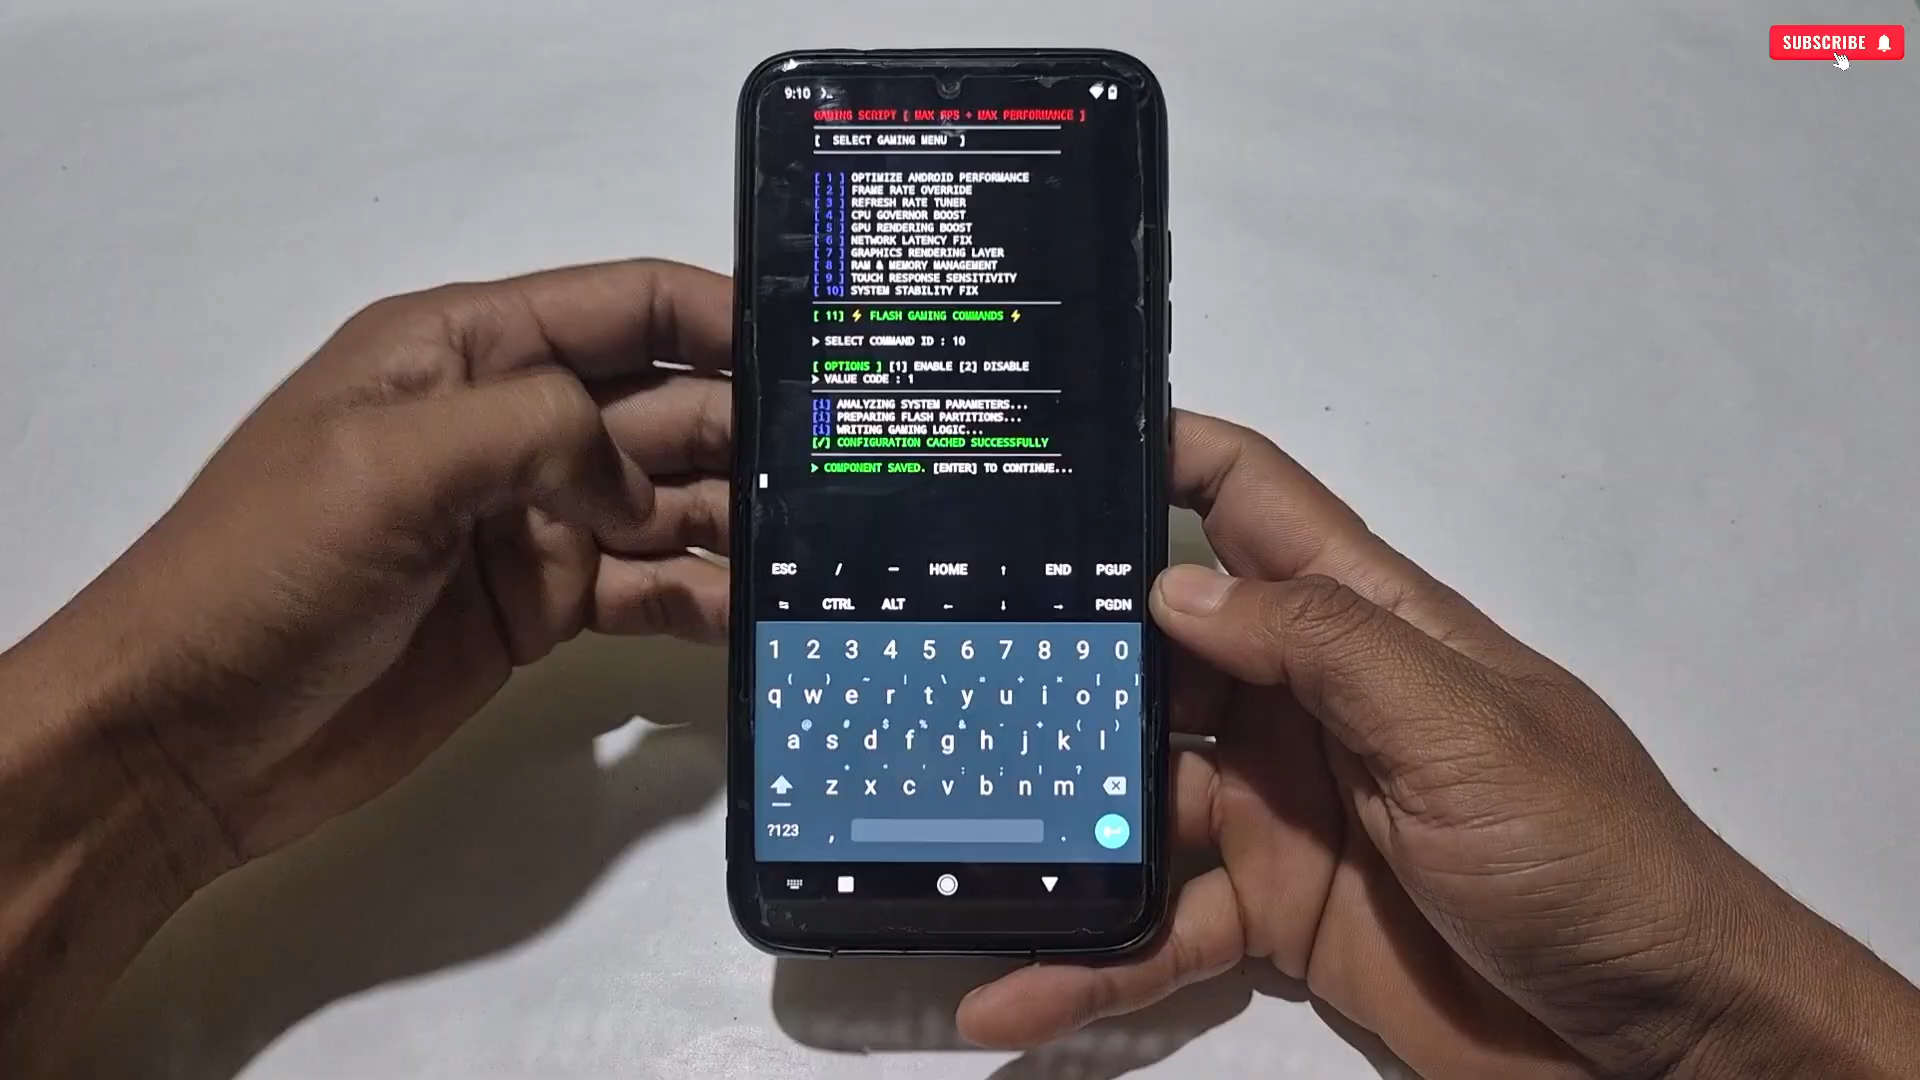 SUBSCRIBE
9:10
GAMING SCRIPT [ MAX FPS + MAX PERFORMANCE ]
[ SELECT GAMING MENU ]
[ 1 ] OPTIMIZE ANDROID PERFORMANCE
[ 2 ] FRAME RATE OVERRIDE
[ 3 ] REFRESH RATE TUNER
[ 4 ] CPU GOVERNOR BOOST
[ 5 ] GPU RENDERING BOOST
[ 6 ] NETWORK LATENCY FIX
[ 7 ] GRAPHICS RENDERING LAYER
[ 8 ] RAM & MEMORY MANAGEMENT
[ 9 ] TOUCH RESPONSE SENSITIVITY
[ 10] SYSTEM STABILITY FIX
[ 11] ⚡ FLASH GAMING COMMANDS ⚡
> SELECT COMMAND ID : 10
[ OPTIONS ] [1] ENABLE [2] DISABLE
> VALUE CODE : 1
[i] ANALYZING SYSTEM PARAMETERS...
[i] PREPARING FLASH PARTITIONS...
[i] WRITING GAMING LOGIC...
[✓] CONFIGURATION CACHED SUCCESSFULLY
> COMPONENT SAVED. [ENTER] TO CONTINUE...
ESC / — HOME ↑ END PGUP
⇆ CTRL ALT ← ↓ → PGDN
1 2 3 4 5 6 7 8 9 0
q w e r t y u i o p
a s d f g h j k l
z x c v b n m
?123 , .